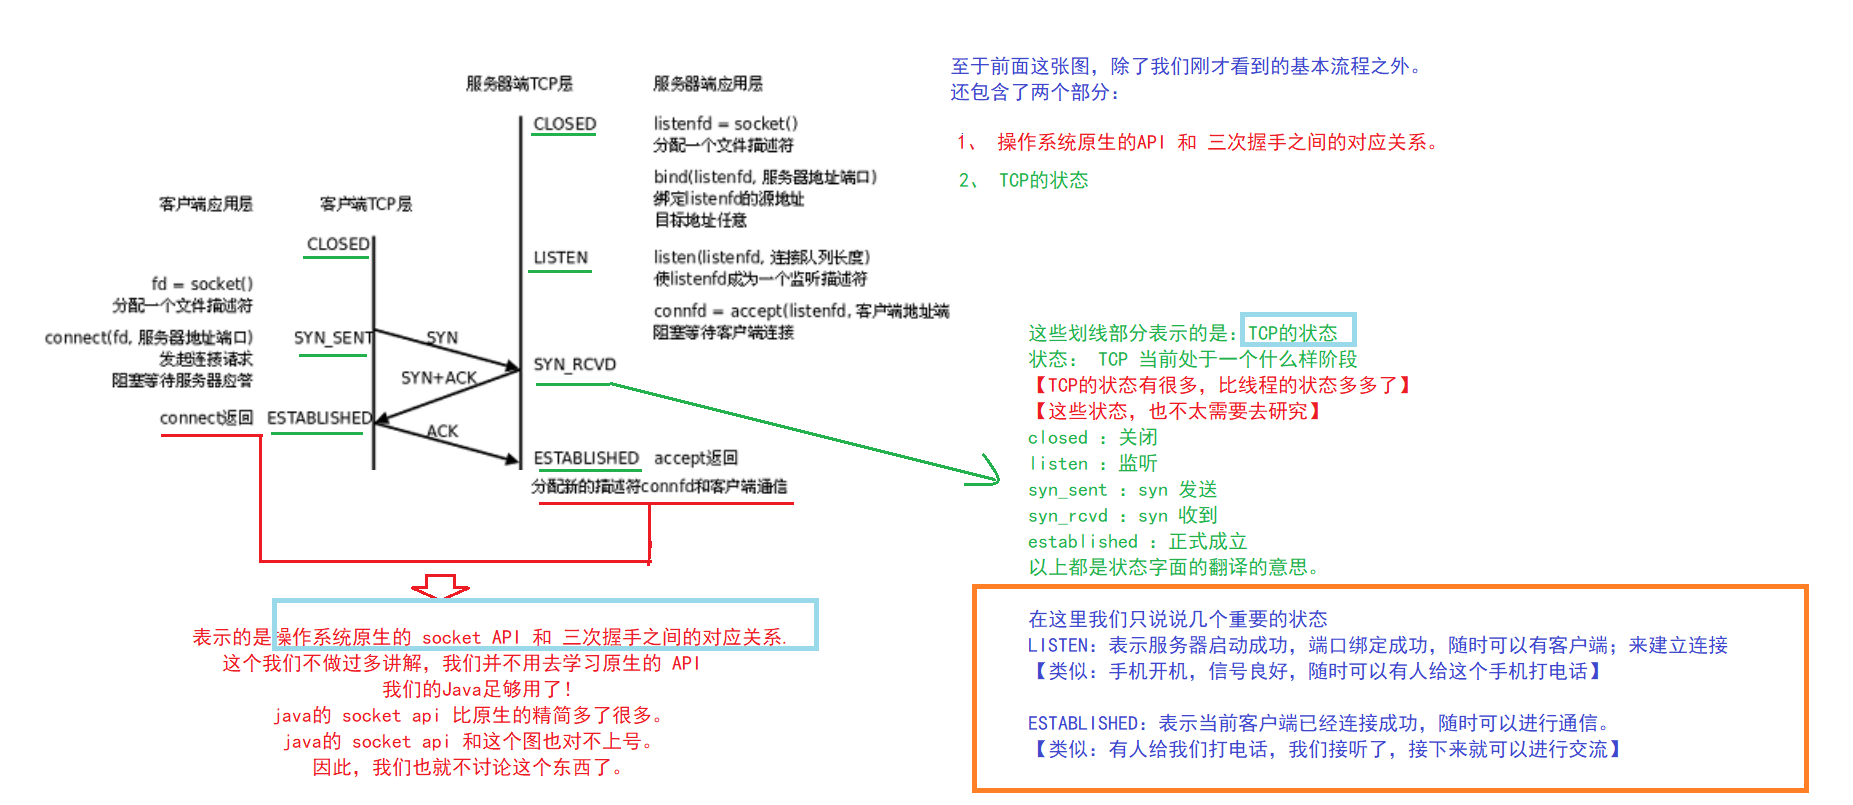 服务器端TCP层
服务器端应用层
CLOSED
listenfd = socket()
分配一个文件描述符
bind(listenfd, 服务器地址端口)
绑定listenfd的源地址
目标地址任意
LISTEN
listen(listenfd, 连接队列长度)
使listenfd成为一个监听描述符
connfd = accept(listenfd, 客户端地址端
阻塞等待客户端连接
客户端应用层
客户端TCP层
CLOSED
fd = socket()
分配一个文件描述符
connect(fd, 服务器地址端口)
发起连接请求
阻塞等待服务器应答
SYN_SENT
SYN
SYN_RCVD
SYN+ACK
connect返回
ESTABLISHED
ACK
ESTABLISHED
accept返回
分配新的描述符connfd和客户端通信
表示的是操作系统原生的 socket API 和 三次握手之间的对应关系.
这个我们不做过多讲解，我们并不用去学习原生的 API
我们的Java足够用了！
java的 socket api 比原生的精简多了很多。
java的 socket api 和这个图也对不上号。
因此，我们也就不讨论这个东西了。
至于前面这张图，除了我们刚才看到的基本流程之外。
还包含了两个部分：
1、 操作系统原生的API 和 三次握手之间的对应关系。
2、 TCP的状态
这些划线部分表示的是：TCP的状态
状态： TCP 当前处于一个什么样阶段
【TCP的状态有很多，比线程的状态多多了】
【这些状态，也不太需要去研究】
closed ：关闭
listen ：监听
syn_sent ：syn 发送
syn_rcvd ：syn 收到
established ：正式成立
以上都是状态字面的翻译的意思。
在这里我们只说说几个重要的状态
LISTEN：表示服务器启动成功，端口绑定成功，随时可以有客户端；来建立连接
【类似：手机开机，信号良好，随时可以有人给这个手机打电话】
ESTABLISHED：表示当前客户端已经连接成功，随时可以进行通信。
【类似：有人给我们打电话，我们接听了，接下来就可以进行交流】